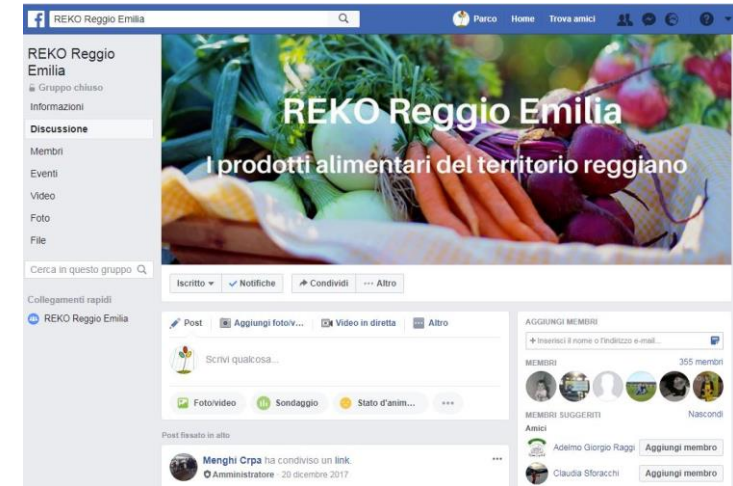 REKO Reggio Emilia
Parco Home Trova amici
REKO Reggio
Emilia
Gruppo chiuso
Informazioni
Discussione
Membri
Eventi
Video
Foto
File
Cerca in questo gruppo
Collegamenti rapidi
REKO Reggio Emilia
REKO Reggio Emilia
I prodotti alimentari del territorio reggiano
Iscritto Notifiche Condividi ··· Altro
Post Aggiungi foto/v... Video in diretta Altro
Scrivi qualcosa...
Foto/video Sondaggio Stato d'anim... ···
Post fissato in alto
Menghi Crpa ha condiviso un link. ···
Amministratore · 20 dicembre 2017
AGGIUNGI MEMBRI
+ Inserisci il nome o l'indirizzo e-mail...
MEMBRI 355 membri
MEMBRI SUGGERITI Nascondi
Amici
Adelmo Giorgio Raggi Aggiungi membro
Claudia Sforacchi Aggiungi membro